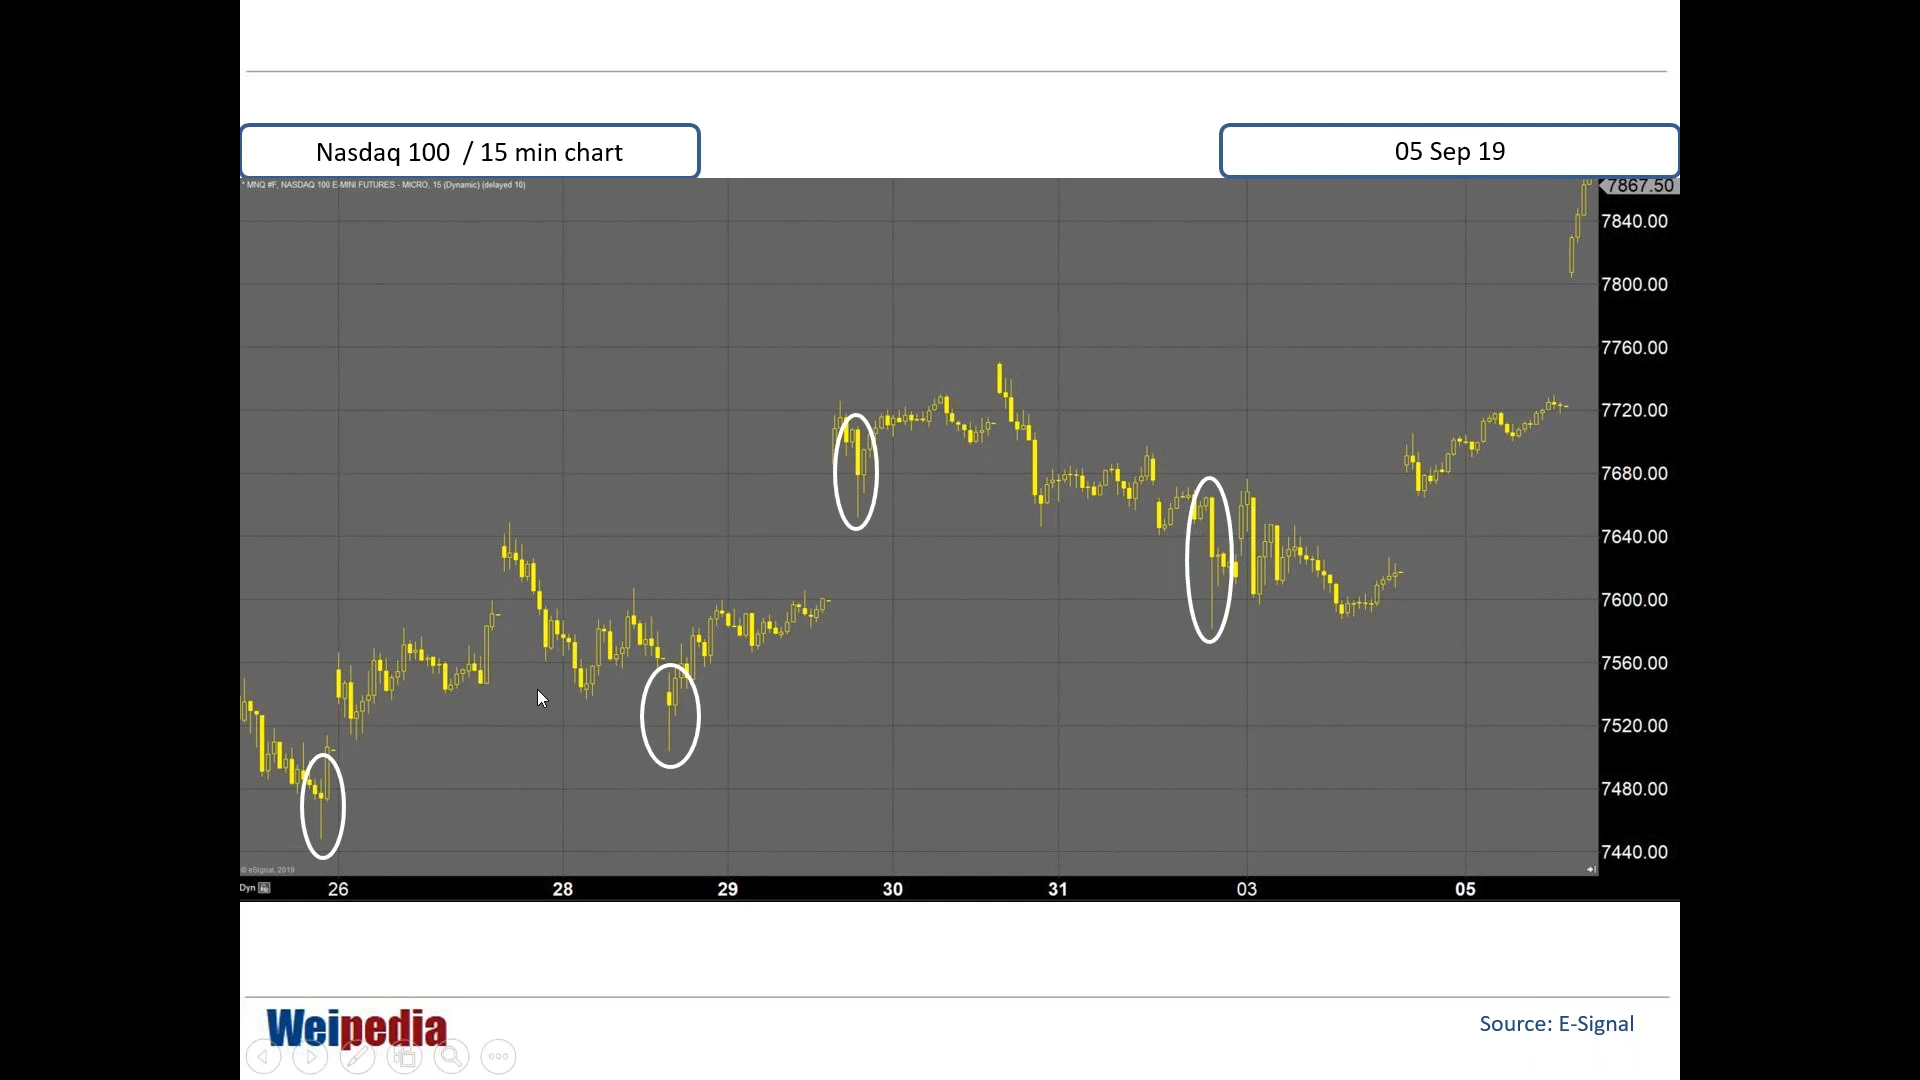 Nasdaq 100 / 15 min chart
05 Sep 19
* MNQ #F, NASDAQ 100 E-MINI FUTURES - MICRO, 15 (Dynamic) (delayed 10)
7867.50
7840.00
7800.00
7760.00
7720.00
7680.00
7640.00
7600.00
7560.00
7520.00
7480.00
7440.00
© eSignal, 2019
Dyn
26 28 29 30 31 03 05
Weipedia
Source: E-Signal